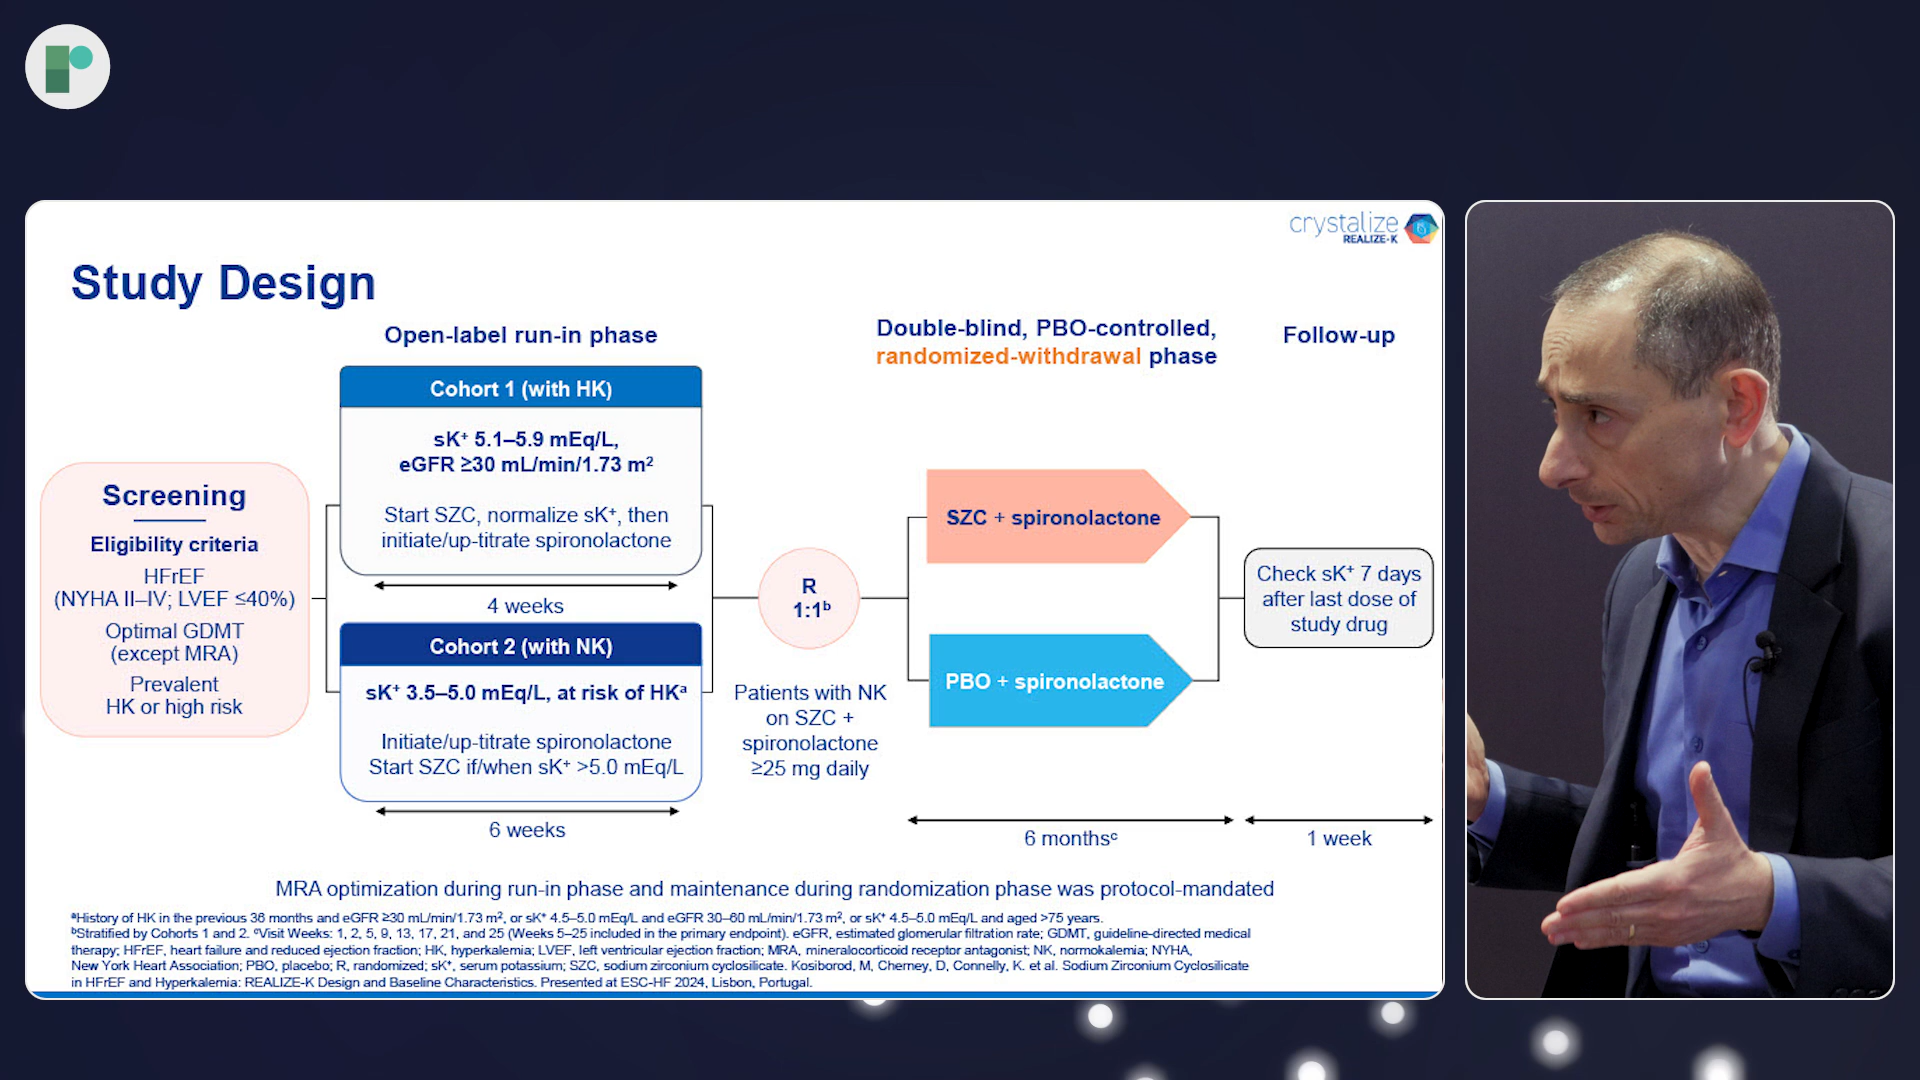 crystalize
REALIZE-K
Study Design
Open-label run-in phase
Double-blind, PBO-controlled,
randomized-withdrawal phase
Follow-up
Screening
Eligibility criteria
HFrEF
(NYHA II–IV; LVEF ≤40%)
Optimal GDMT
(except MRA)
Prevalent
HK or high risk
Cohort 1 (with HK)
sK⁺ 5.1–5.9 mEq/L,
eGFR ≥30 mL/min/1.73 m²
Start SZC, normalize sK⁺, then
initiate/up-titrate spironolactone
4 weeks
Cohort 2 (with NK)
sK⁺ 3.5–5.0 mEq/L, at risk of HKᵃ
Initiate/up-titrate spironolactone
Start SZC if/when sK⁺ >5.0 mEq/L
6 weeks
R
1:1ᵇ
Patients with NK
on SZC +
spironolactone
≥25 mg daily
SZC + spironolactone
PBO + spironolactone
6 monthsᶜ
Check sK⁺ 7 days
after last dose of
study drug
1 week
MRA optimization during run-in phase and maintenance during randomization phase was protocol-mandated
ᵃHistory of HK in the previous 36 months and eGFR ≥30 mL/min/1.73 m², or sK⁺ 4.5–5.0 mEq/L and eGFR 30–60 mL/min/1.73 m², or sK⁺ 4.5–5.0 mEq/L and aged >75 years.
ᵇStratified by Cohorts 1 and 2. ᶜVisit Weeks: 1, 2, 5, 9, 13, 17, 21, and 25 (Weeks 5–25 included in the primary endpoint). eGFR, estimated glomerular filtration rate; GDMT, guideline-directed medical
therapy; HFrEF, heart failure and reduced ejection fraction; HK, hyperkalemia; LVEF, left ventricular ejection fraction; MRA, mineralocorticoid receptor antagonist; NK, normokalemia; NYHA,
New York Heart Association; PBO, placebo; R, randomized; sK⁺, serum potassium; SZC, sodium zirconium cyclosilicate. Kosiborod, M, Cherney, D, Connelly, K. et al. Sodium Zirconium Cyclosilicate
in HFrEF and Hyperkalemia: REALIZE-K Design and Baseline Characteristics. Presented at ESC-HF 2024, Lisbon, Portugal.